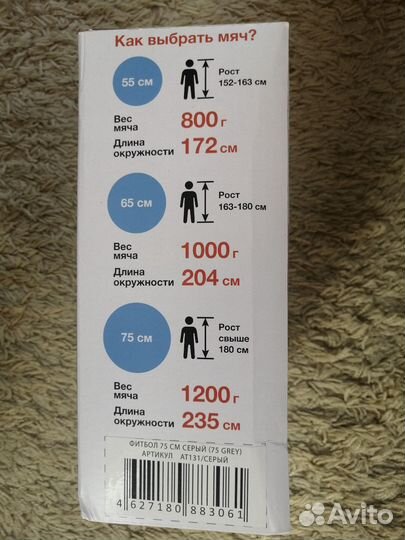 Как выбрать мяч?
55 см
Рост
152-163 см
Вес
мяча
800 г
Длина
окружности
172 см
65 см
Рост
163-180 см
Вес
мяча
1000 г
Длина
окружности
204 см
75 см
Рост
свыше
180 см
Вес
мяча
1200 г
Длина
окружности
235 см
ФИТБОЛ 75 СМ СЕРЫЙ (75 GREY)
АРТИКУЛ AT131/СЕРЫЙ
4 627180 883061
Avito